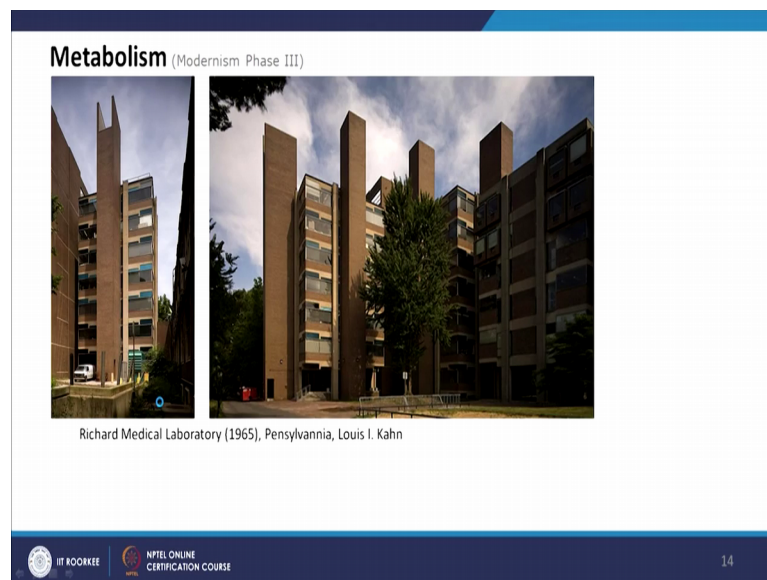 Metabolism (Modernism Phase III)
Richard Medical Laboratory (1965), Pensylvannia, Louis I. Kahn
IIT ROORKEE
NPTEL ONLINE
CERTIFICATION COURSE
14